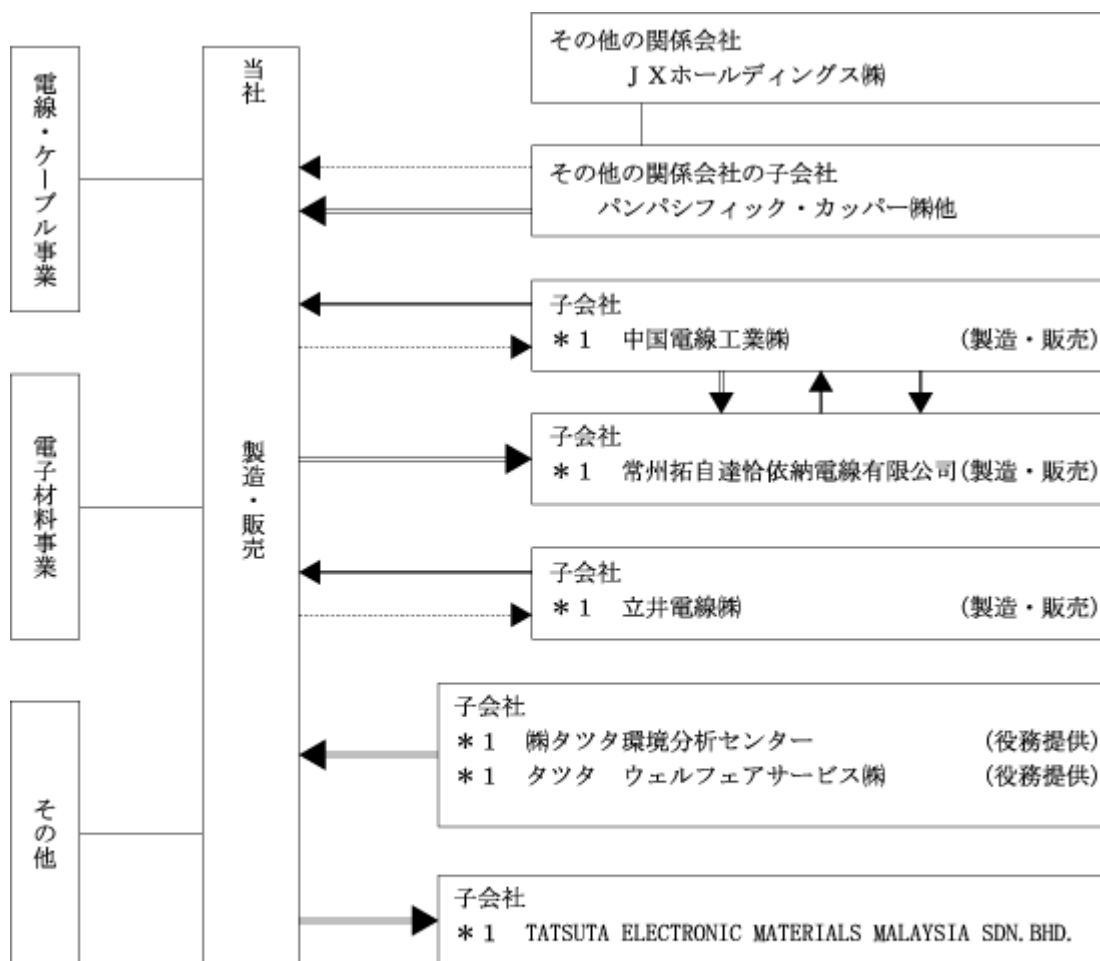 電線・ケーブル事業
電子材料事業
その他
当社
製造・販売
その他の関係会社
ＪＸホールディングス㈱
その他の関係会社の子会社
パンパシフィック・カッパー㈱他
子会社
＊１ 中国電線工業㈱ (製造・販売)
子会社
＊１ 常州拓自達恰依納電線有限公司(製造・販売)
子会社
＊１ 立井電線㈱ (製造・販売)
子会社
＊１ ㈱タツタ環境分析センター (役務提供)
＊１ タツタ ウェルフェアサービス㈱ (役務提供)
子会社
＊１ TATSUTA ELECTRONIC MATERIALS MALAYSIA SDN.BHD.